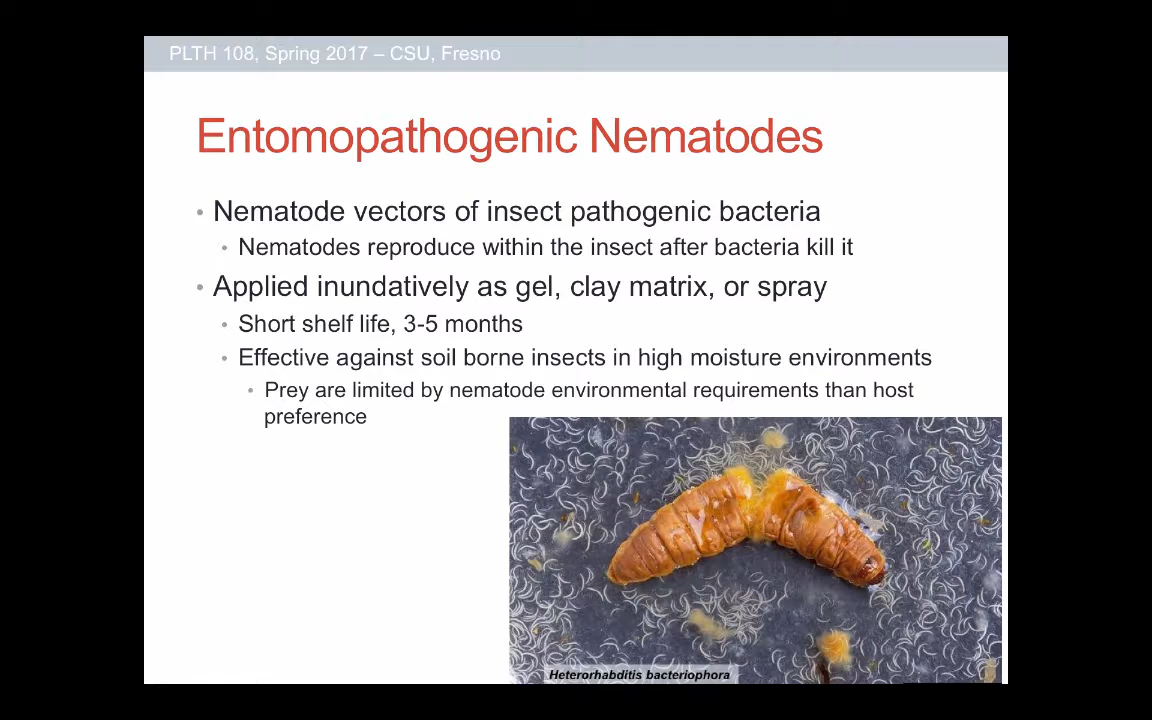 PLTH 108, Spring 2017 – CSU, Fresno
Entomopathogenic Nematodes
• Nematode vectors of insect pathogenic bacteria
• Nematodes reproduce within the insect after bacteria kill it
• Applied inundatively as gel, clay matrix, or spray
• Short shelf life, 3-5 months
• Effective against soil borne insects in high moisture environments
• Prey are limited by nematode environmental requirements than host
preference
Heterorhabditis bacteriophora